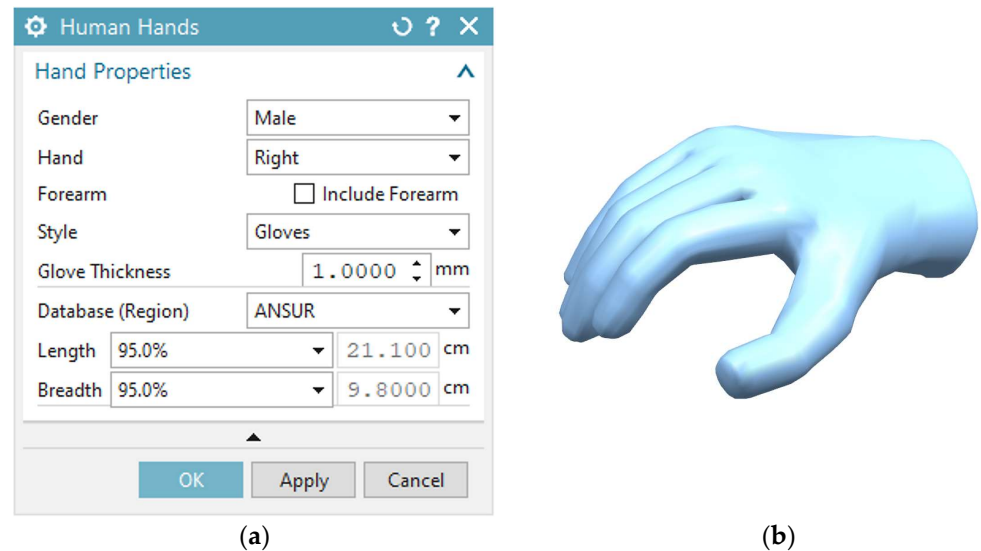 Human Hands ?
Hand Properties
Gender Male
Hand Right
Forearm Include Forearm
Style Gloves
Glove Thickness 1.0000 mm
Database (Region) ANSUR
Length 95.0% 21.100 cm
Breadth 95.0% 9.8000 cm
OK Apply Cancel
(a) (b)